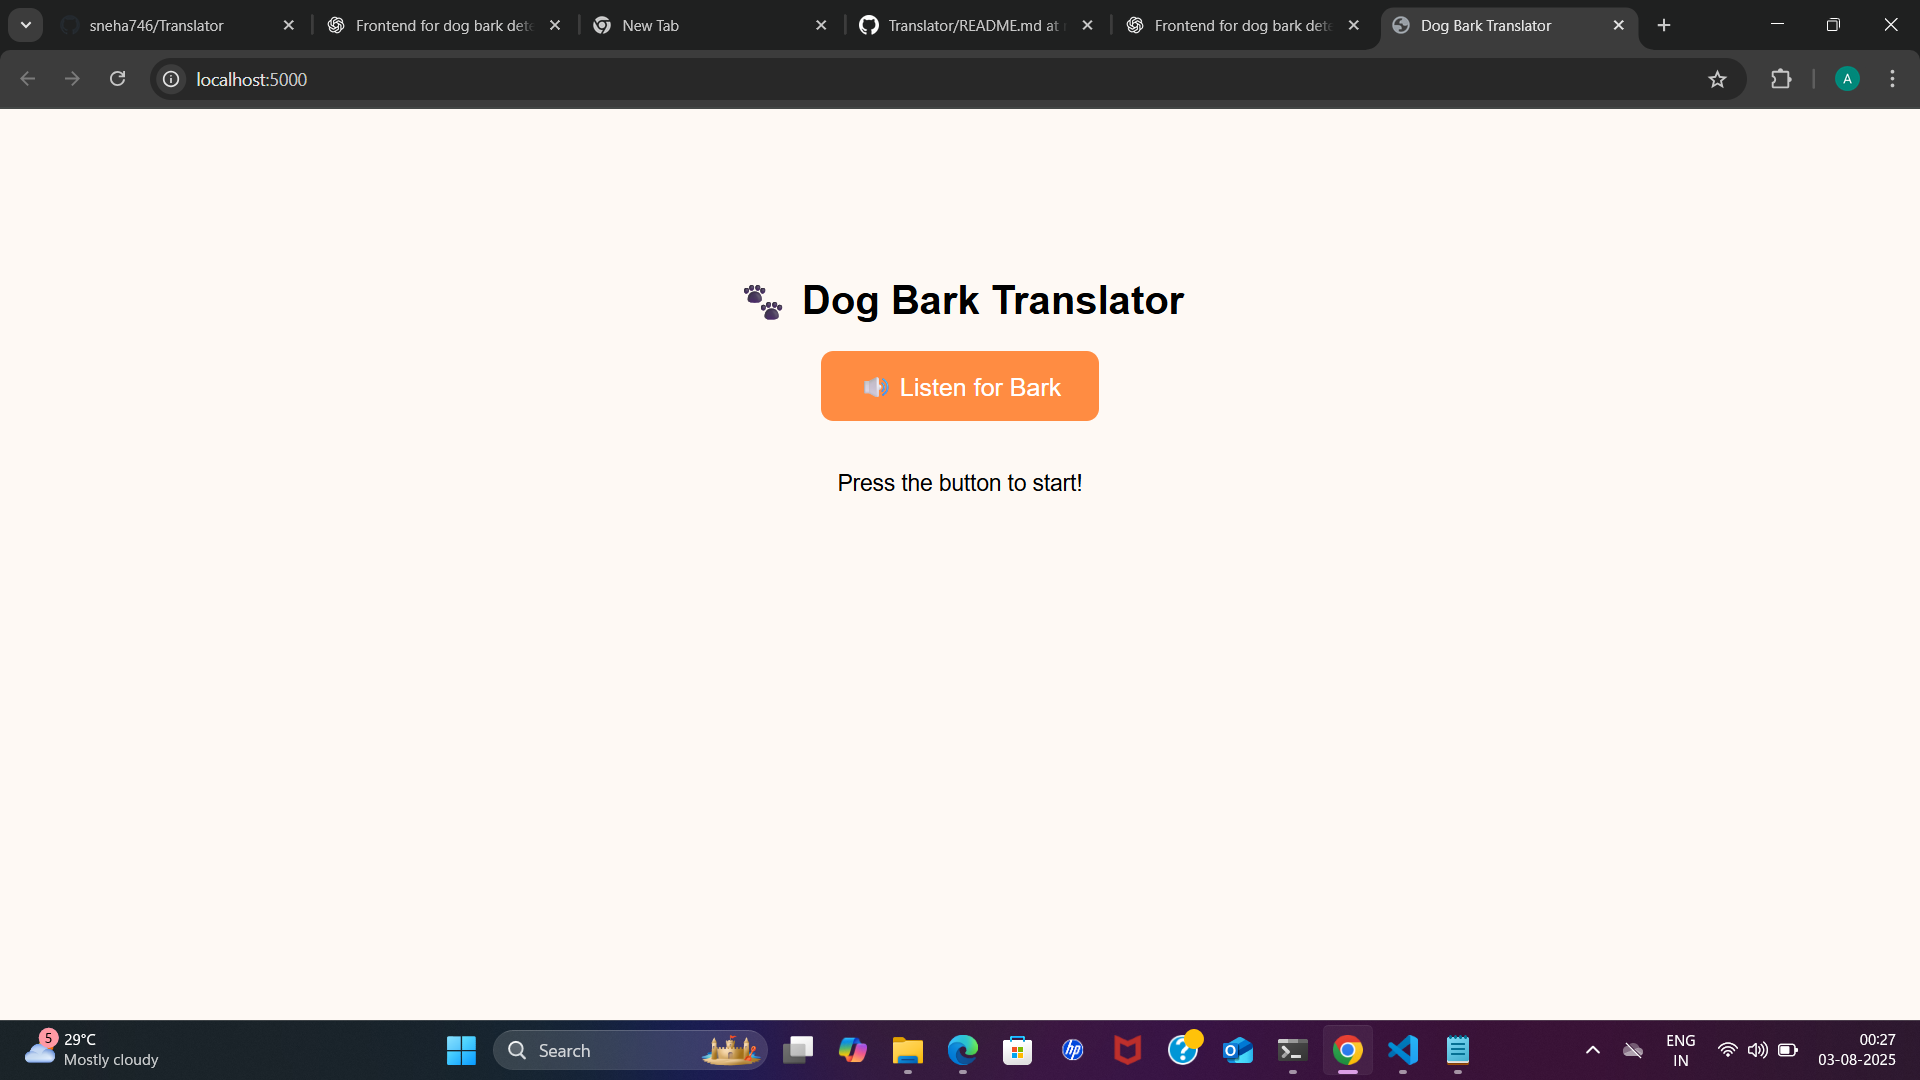 sneha746/Translator
Frontend for dog bark dete
New Tab
Translator/README.md at
Frontend for dog bark dete
Dog Bark Translator
localhost:5000
A
🐾 Dog Bark Translator
🔊 Listen for Bark
Press the button to start!
5
29°C
Mostly cloudy
Search
hp
ENG
IN
00:27
03-08-2025